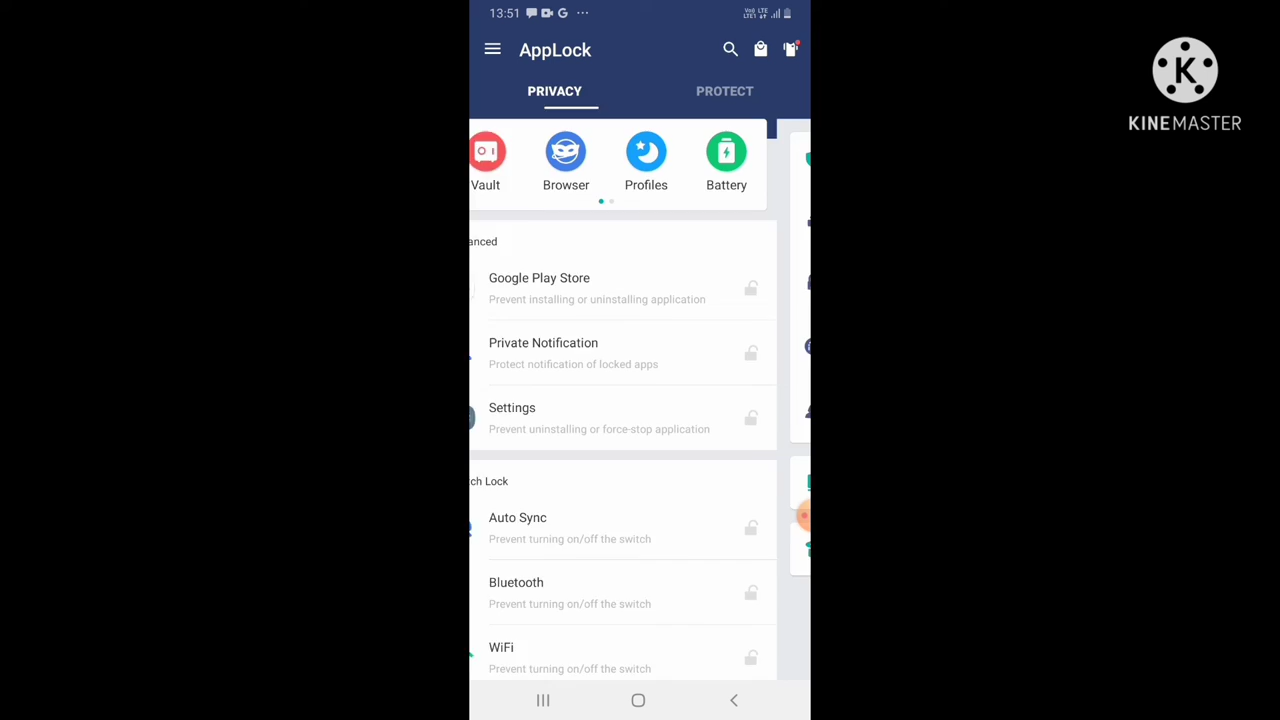 13:51
Vo) LTE
LTE1
AppLock
PRIVACY
PROTECT
Vault
Browser
Profiles
Battery
anced
Google Play Store
Prevent installing or uninstalling application
Private Notification
Protect notification of locked apps
Settings
Prevent uninstalling or force-stop application
ch Lock
Auto Sync
Prevent turning on/off the switch
Bluetooth
Prevent turning on/off the switch
WiFi
Prevent turning on/off the switch
K
KINEMASTER